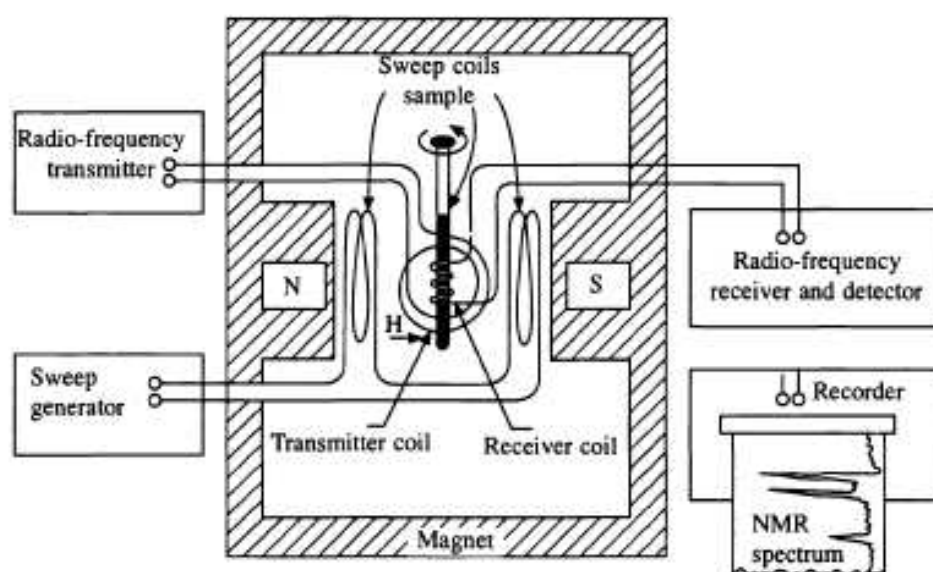 Sweep coils
sample
Radio-frequency
transmitter
N
S
Radio-frequency
receiver and detector
H
Sweep
generator
Recorder
Transmitter coil
Receiver coil
NMR
spectrum
Magnet